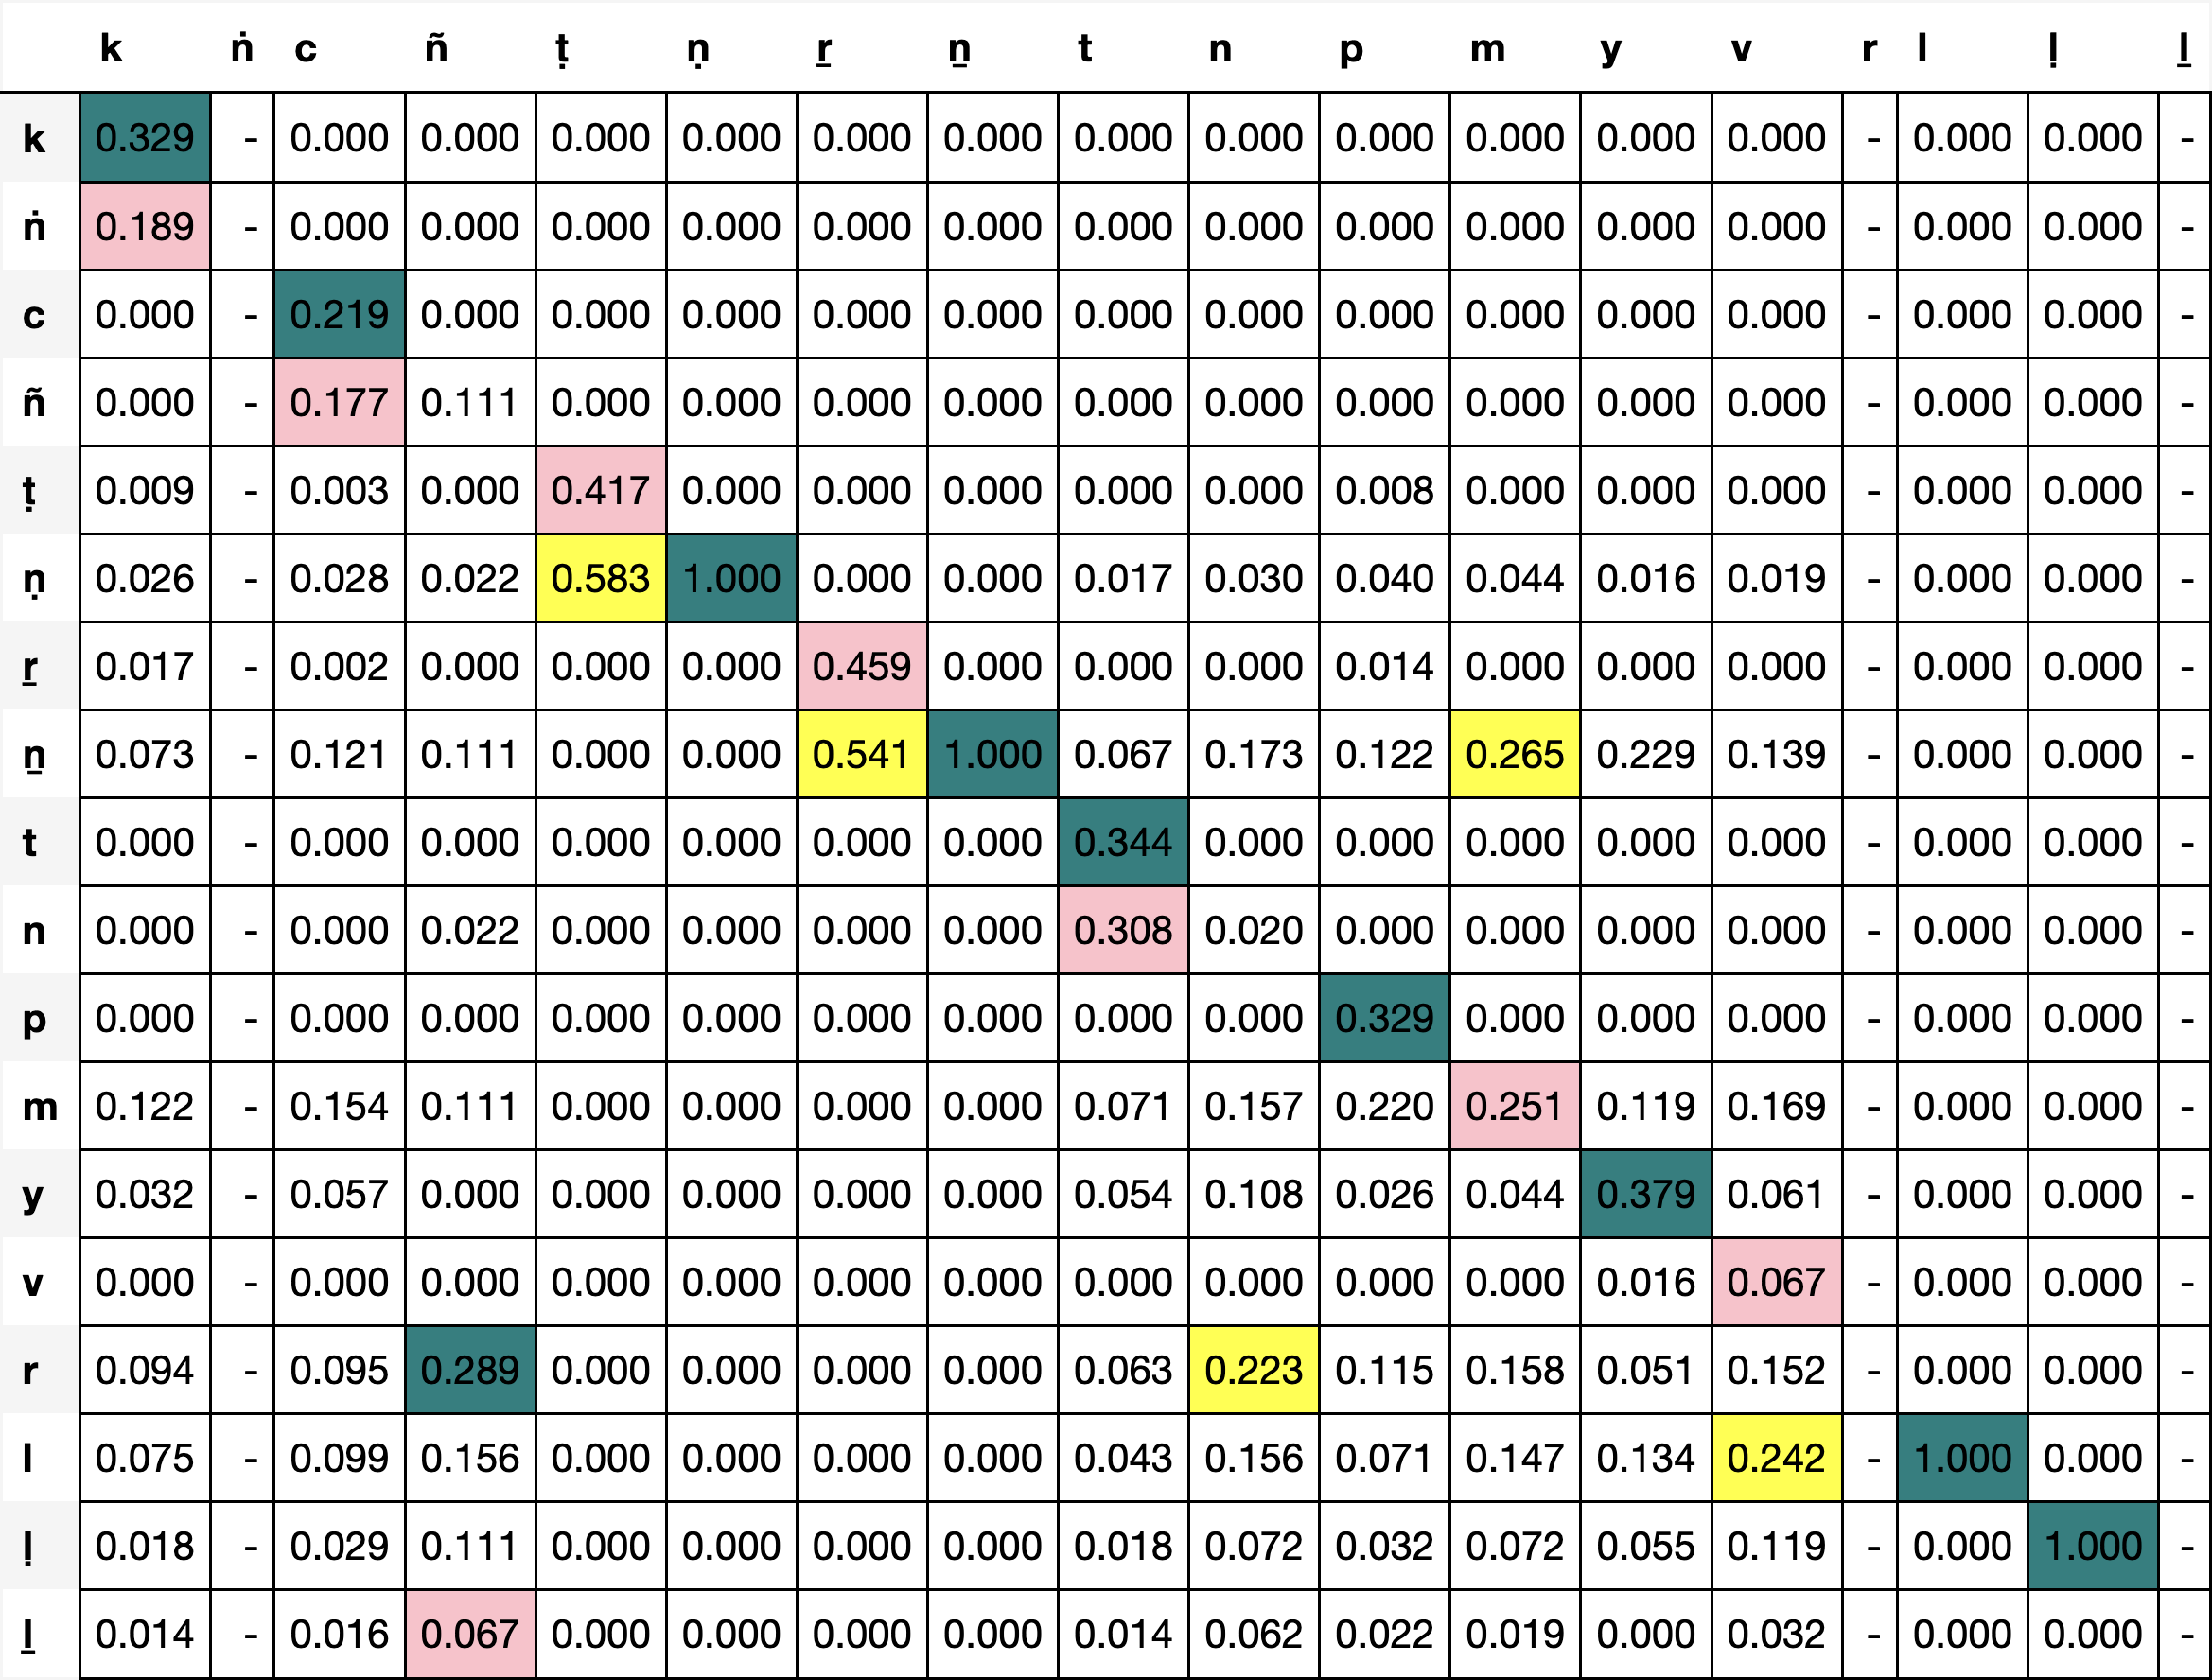 k ṅ c ñ ṭ ṇ ṟ ṉ t n p m y v r l ḷ ḻ
k 0.329 - 0.000 0.000 0.000 0.000 0.000 0.000 0.000 0.000 0.000 0.000 0.000 0.000 - 0.000 0.000 -
ṅ 0.189 - 0.000 0.000 0.000 0.000 0.000 0.000 0.000 0.000 0.000 0.000 0.000 0.000 - 0.000 0.000 -
c 0.000 - 0.219 0.000 0.000 0.000 0.000 0.000 0.000 0.000 0.000 0.000 0.000 0.000 - 0.000 0.000 -
ñ 0.000 - 0.177 0.111 0.000 0.000 0.000 0.000 0.000 0.000 0.000 0.000 0.000 0.000 - 0.000 0.000 -
ṭ 0.009 - 0.003 0.000 0.417 0.000 0.000 0.000 0.000 0.000 0.008 0.000 0.000 0.000 - 0.000 0.000 -
ṇ 0.026 - 0.028 0.022 0.583 1.000 0.000 0.000 0.017 0.030 0.040 0.044 0.016 0.019 - 0.000 0.000 -
ṟ 0.017 - 0.002 0.000 0.000 0.000 0.459 0.000 0.000 0.000 0.014 0.000 0.000 0.000 - 0.000 0.000 -
ṉ 0.073 - 0.121 0.111 0.000 0.000 0.541 1.000 0.067 0.173 0.122 0.265 0.229 0.139 - 0.000 0.000 -
t 0.000 - 0.000 0.000 0.000 0.000 0.000 0.000 0.344 0.000 0.000 0.000 0.000 0.000 - 0.000 0.000 -
n 0.000 - 0.000 0.022 0.000 0.000 0.000 0.000 0.308 0.020 0.000 0.000 0.000 0.000 - 0.000 0.000 -
p 0.000 - 0.000 0.000 0.000 0.000 0.000 0.000 0.000 0.000 0.329 0.000 0.000 0.000 - 0.000 0.000 -
m 0.122 - 0.154 0.111 0.000 0.000 0.000 0.000 0.071 0.157 0.220 0.251 0.119 0.169 - 0.000 0.000 -
y 0.032 - 0.057 0.000 0.000 0.000 0.000 0.000 0.054 0.108 0.026 0.044 0.379 0.061 - 0.000 0.000 -
v 0.000 - 0.000 0.000 0.000 0.000 0.000 0.000 0.000 0.000 0.000 0.000 0.016 0.067 - 0.000 0.000 -
r 0.094 - 0.095 0.289 0.000 0.000 0.000 0.000 0.063 0.223 0.115 0.158 0.051 0.152 - 0.000 0.000 -
l 0.075 - 0.099 0.156 0.000 0.000 0.000 0.000 0.043 0.156 0.071 0.147 0.134 0.242 - 1.000 0.000 -
ḷ 0.018 - 0.029 0.111 0.000 0.000 0.000 0.000 0.018 0.072 0.032 0.072 0.055 0.119 - 0.000 1.000 -
ḻ 0.014 - 0.016 0.067 0.000 0.000 0.000 0.000 0.014 0.062 0.022 0.019 0.000 0.032 - 0.000 0.000 -